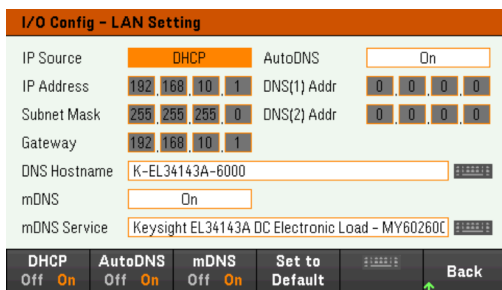 I/O Config - LAN Setting
IP Source DHCP AutoDNS On
IP Address 192.168.10.1 DNS(1) Addr 0.0.0.0
Subnet Mask 255.255.255.0 DNS(2) Addr 0.0.0.0
Gateway 192.168.10.1
DNS Hostname K-EL34143A-6000
mDNS On
mDNS Service Keysight EL34143A DC Electronic Load - MY60260C
DHCP AutoDNS mDNS Set to Back
Off On Off On Off On Default